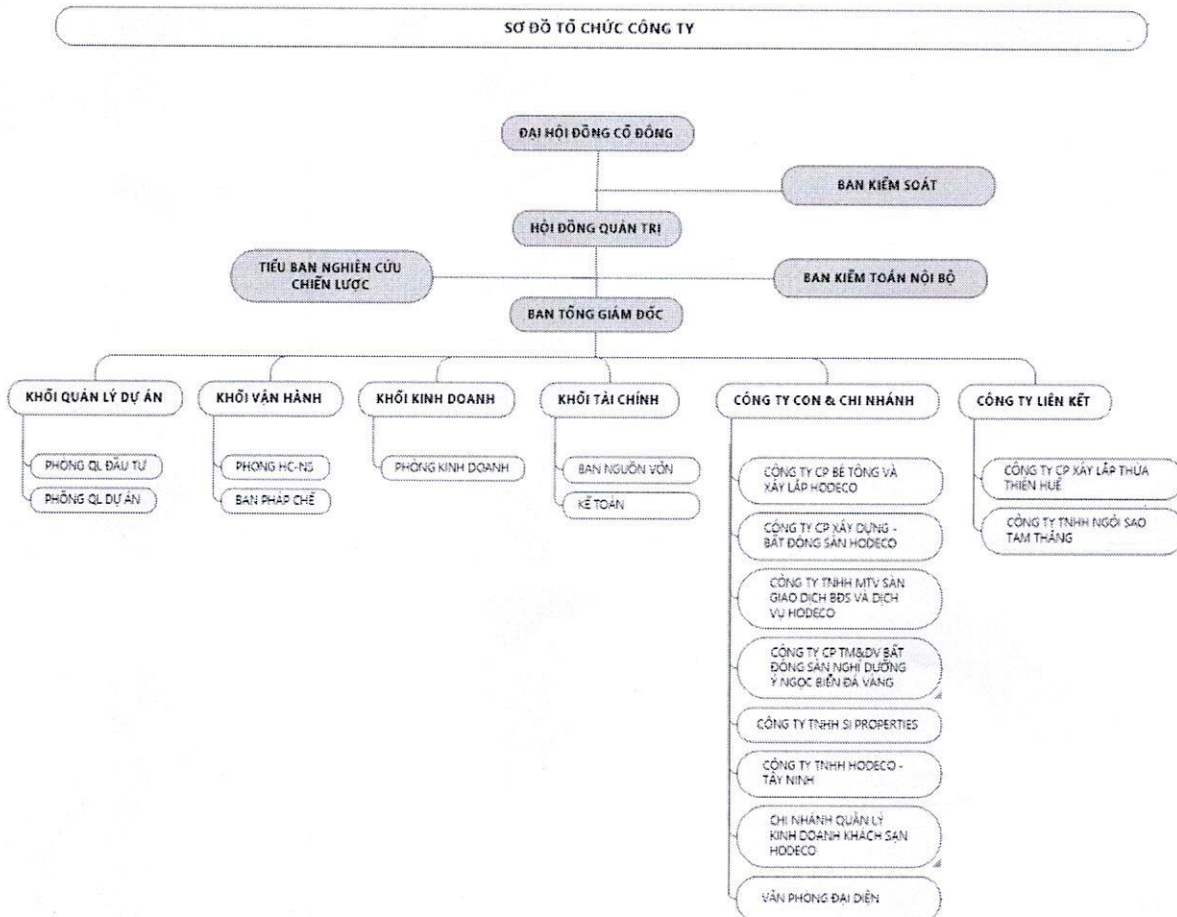 SƠ ĐỒ TỔ CHỨC CÔNG TY
ĐẠI HỘI ĐỒNG CỔ ĐÔNG
BAN KIỂM SOÁT
HỘI ĐỒNG QUẢN TRỊ
TIỂU BAN NGHIÊN CỨU
CHIẾN LƯỢC
BAN KIỂM TOÁN NỘI BỘ
BAN TỔNG GIÁM ĐỐC
KHỐI QUẢN LÝ DỰ ÁN
PHÒNG QL ĐẦU TƯ
PHÒNG QL DỰ ÁN
KHỐI VẬN HÀNH
PHÒNG HC-NS
BAN PHÁP CHẾ
KHỐI KINH DOANH
PHÒNG KINH DOANH
KHỐI TÀI CHÍNH
BAN NGUỒN VỐN
KẾ TOÁN
CÔNG TY CON & CHI NHÁNH
CÔNG TY CP BÊ TÔNG VÀ
XÂY LẮP HODECO
CÔNG TY CP XÂY DỰNG -
BẤT ĐỘNG SẢN HODECO
CÔNG TY TNHH MTV SÀN
GIAO DỊCH BĐS VÀ DỊCH
VỤ HODECO
CÔNG TY CP TM&DV BẤT
ĐỘNG SẢN NGHỈ DƯỠNG
Ý NGỌC BIỂN ĐÁ VÀNG
CÔNG TY TNHH SI PROPERTIES
CÔNG TY TNHH HODECO -
TÂY NINH
CHI NHÁNH QUẢN LÝ
KINH DOANH KHÁCH SẠN
HODECO
VĂN PHÒNG ĐẠI DIỆN
CÔNG TY LIÊN KẾT
CÔNG TY CP XÂY LẮP THỪA
THIÊN HUẾ
CÔNG TY TNHH NGÔI SAO
TAM THẮNG